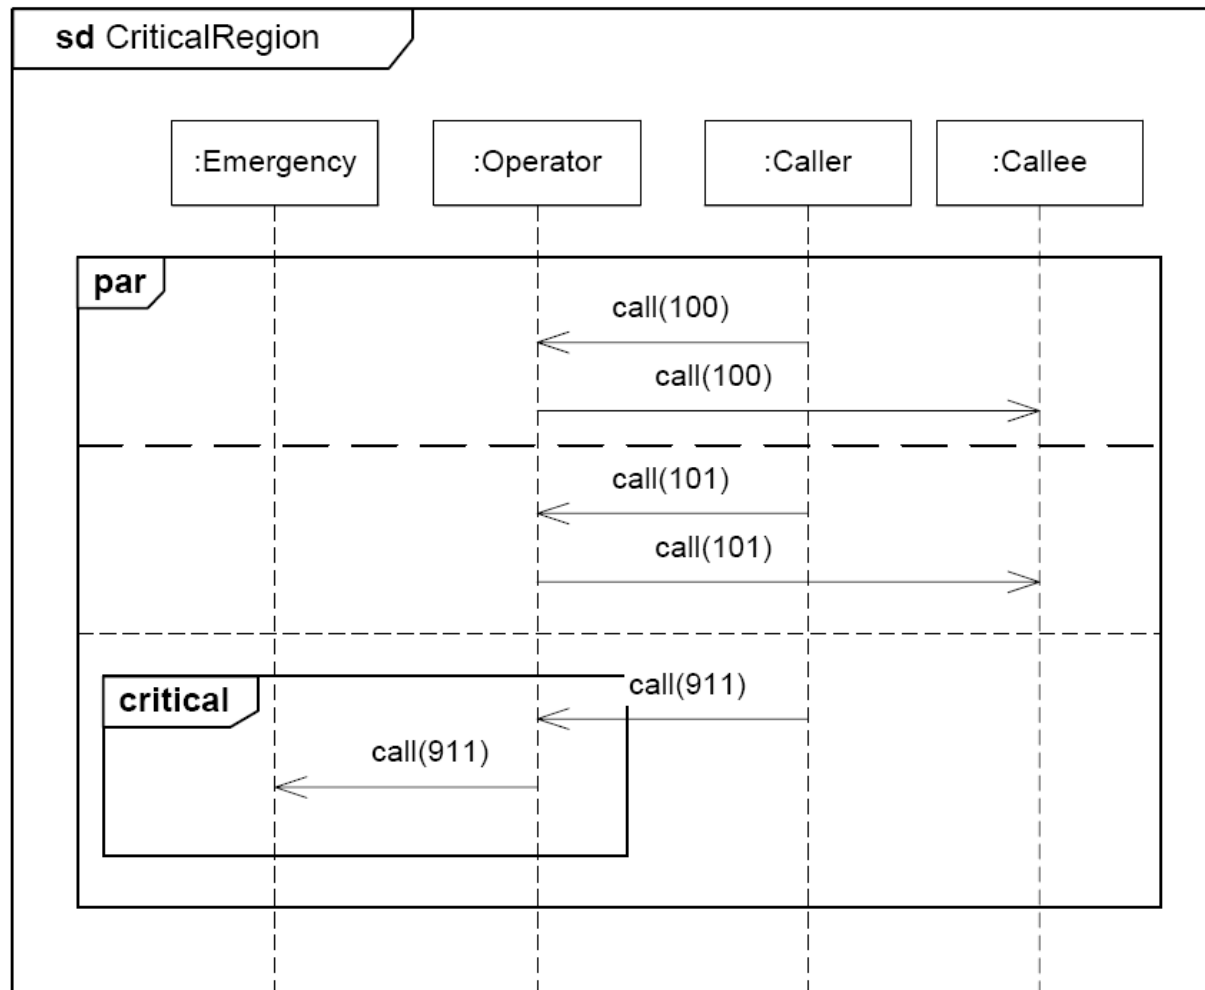 sd CriticalRegion
:Emergency
:Operator
:Caller
:Callee
par
call(100)
call(100)
call(101)
call(101)
critical
call(911)
call(911)